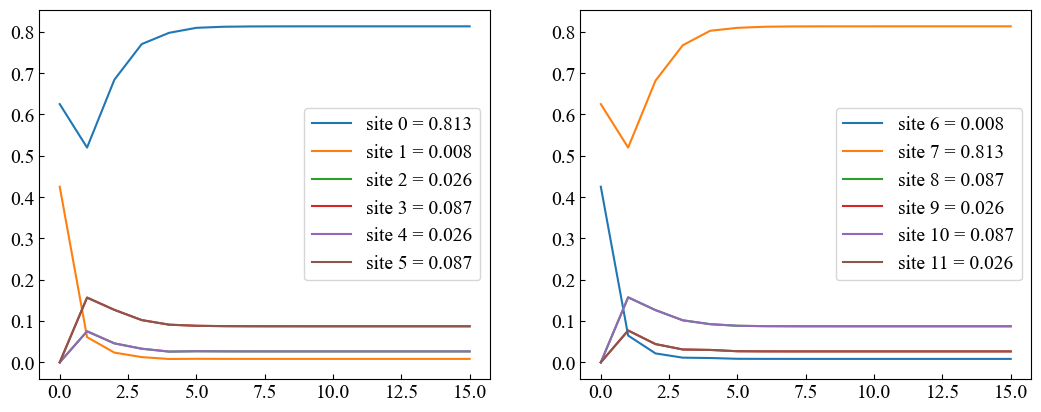 0.8
0.7
0.6
0.5
0.4
0.3
0.2
0.1
0.0
0.0 2.5 5.0 7.5 10.0 12.5 15.0
site 0 = 0.813
site 1 = 0.008
site 2 = 0.026
site 3 = 0.087
site 4 = 0.026
site 5 = 0.087
0.8
0.7
0.6
0.5
0.4
0.3
0.2
0.1
0.0
0.0 2.5 5.0 7.5 10.0 12.5 15.0
site 6 = 0.008
site 7 = 0.813
site 8 = 0.087
site 9 = 0.026
site 10 = 0.087
site 11 = 0.026